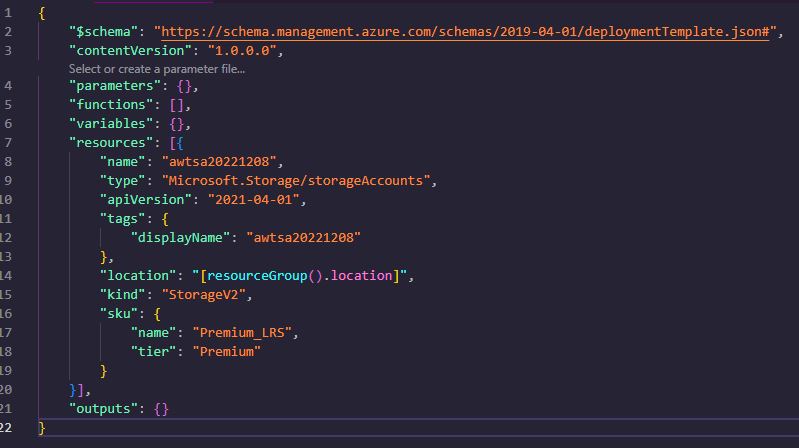 1 {
2 "$schema": "https://schema.management.azure.com/schemas/2019-04-01/deploymentTemplate.json#",
3 "contentVersion": "1.0.0.0",
Select or create a parameter file...
4 "parameters": {},
5 "functions": [],
6 "variables": {},
7 "resources": [{
8 "name": "awtsa20221208",
9 "type": "Microsoft.Storage/storageAccounts",
10 "apiVersion": "2021-04-01",
11 "tags": {
12 "displayName": "awtsa20221208"
13 },
14 "location": "[resourceGroup().location]",
15 "kind": "StorageV2",
16 "sku": {
17 "name": "Premium_LRS",
18 "tier": "Premium"
19 }
20 }],
21 "outputs": {}
22 }